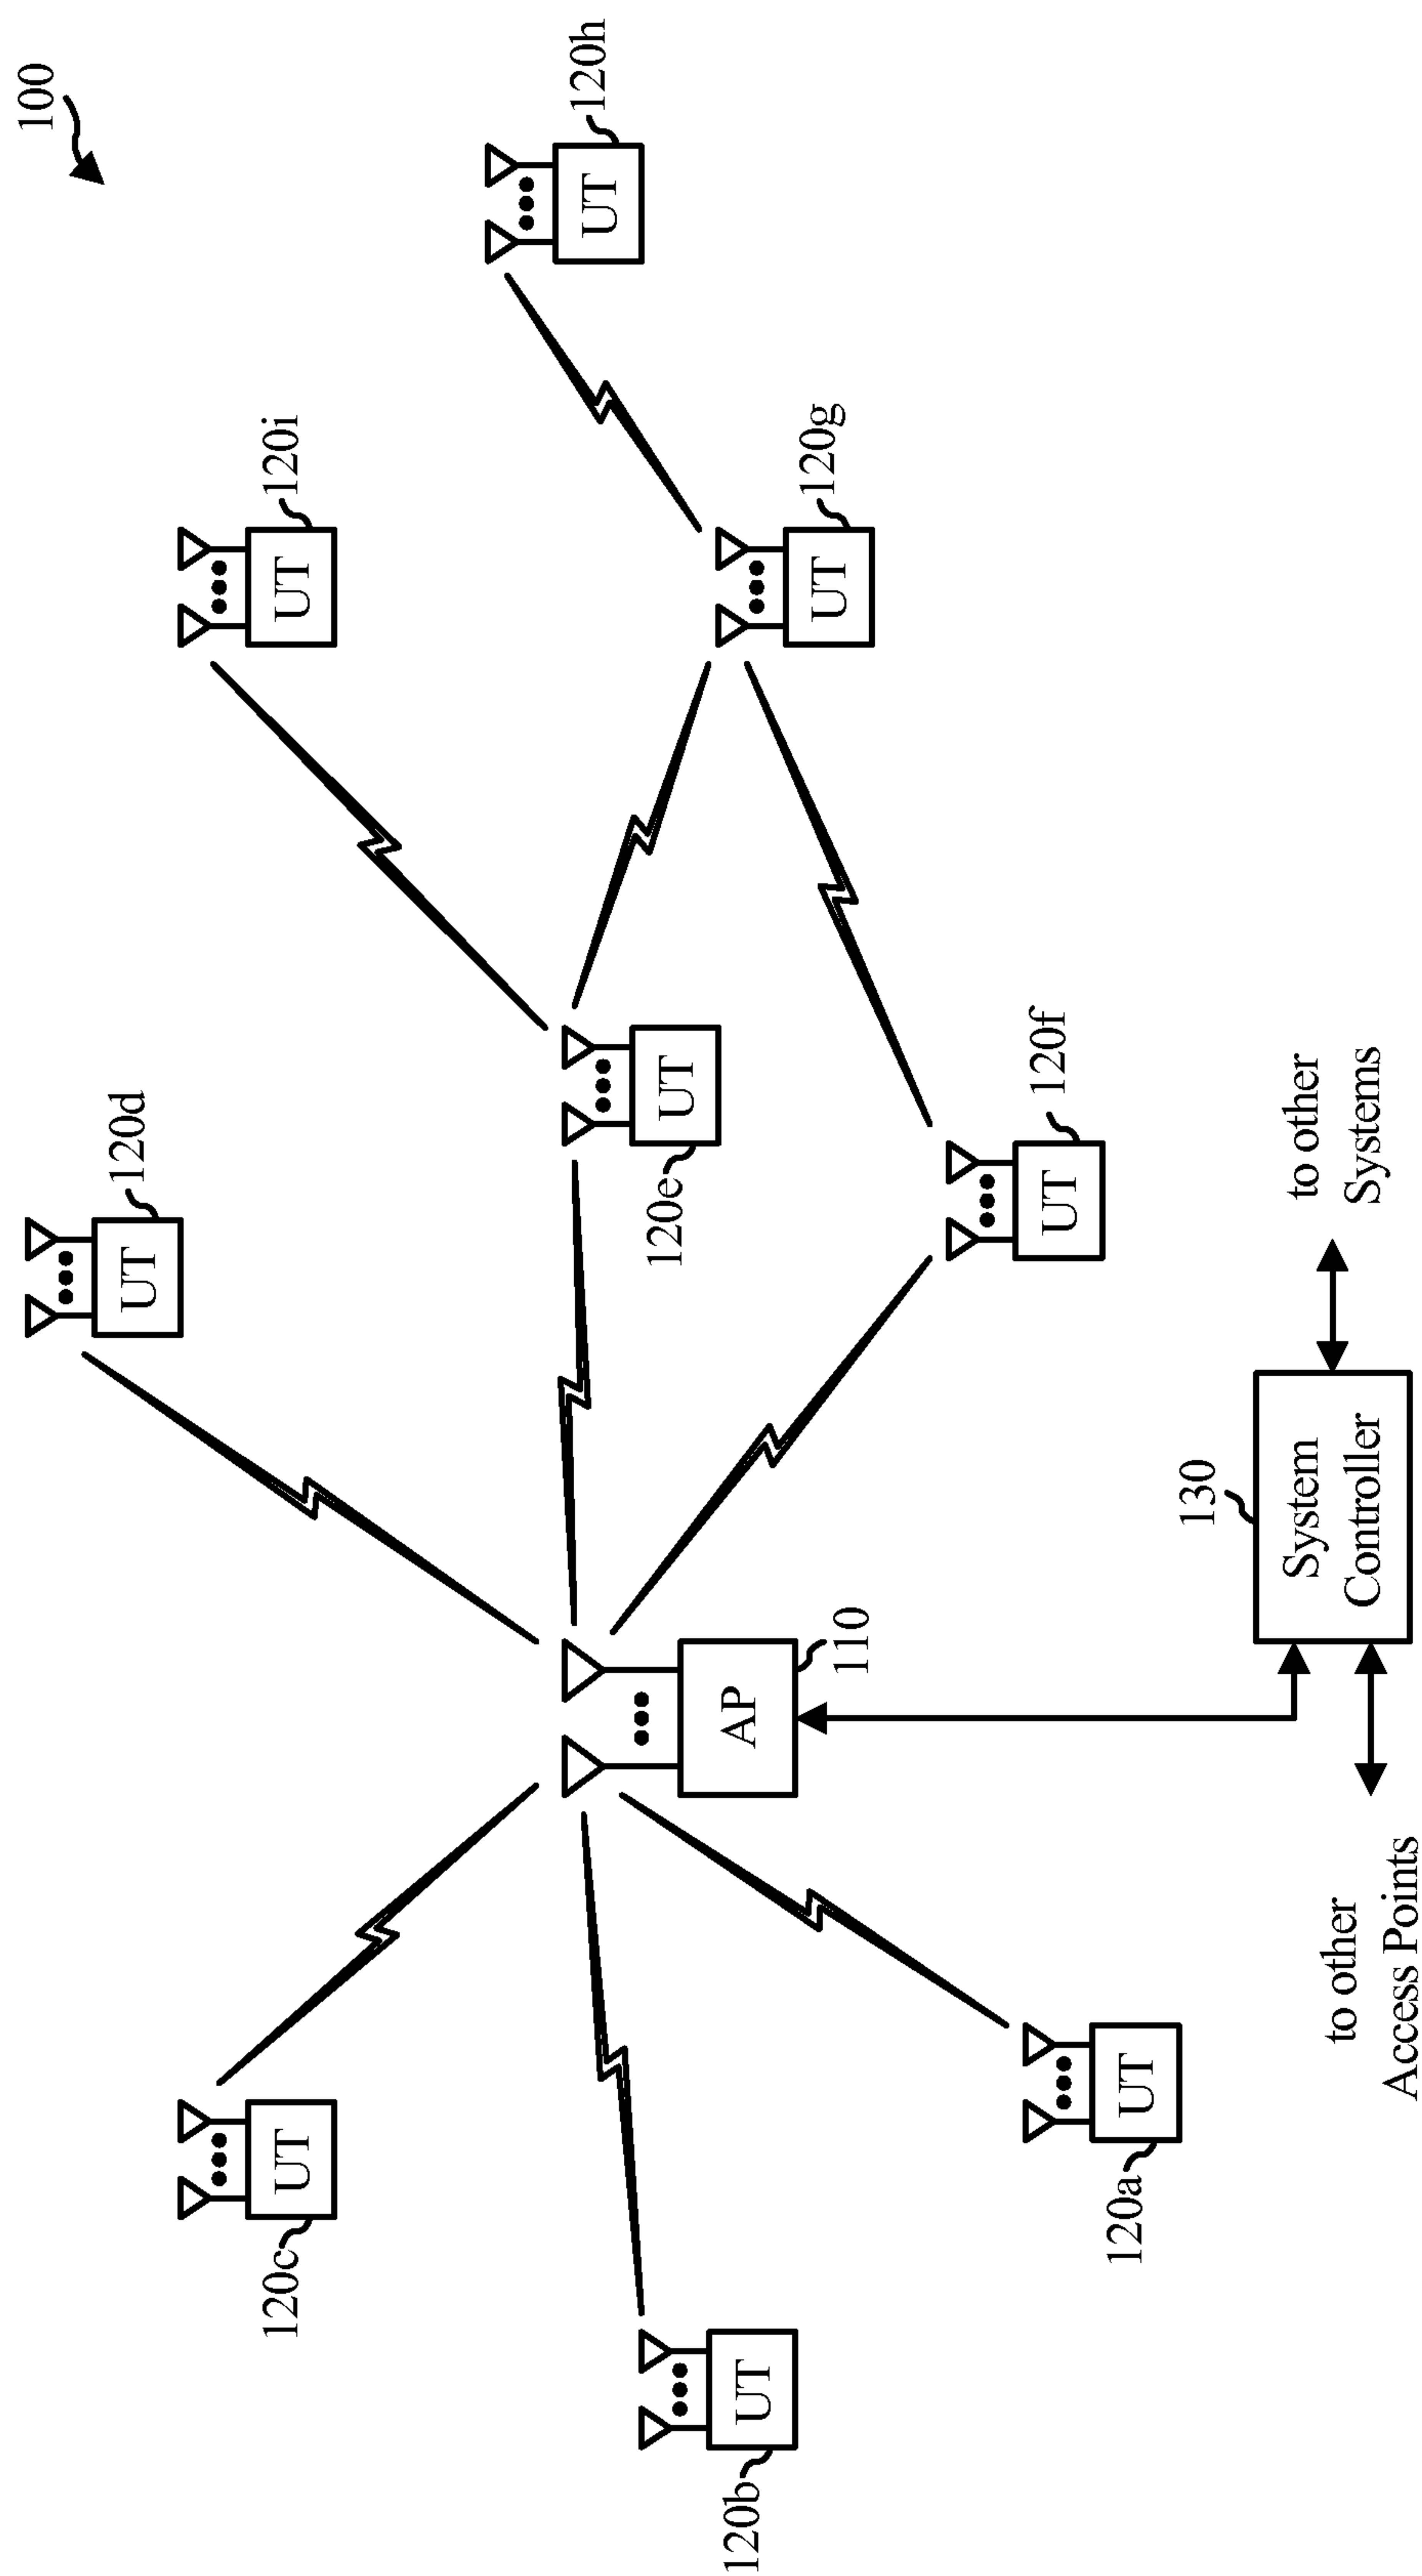 100
120d
UT
120i
UT
120c
UT
120h
UT
120e
UT
120g
UT
120b
UT
AP
110
120f
UT
120a
UT
130
System
Controller
to other
Systems
to other
Access Points